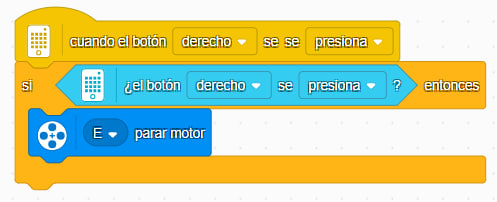 cuando el botón derecho se se presiona
si ¿el botón derecho se presiona ? entonces
E parar motor